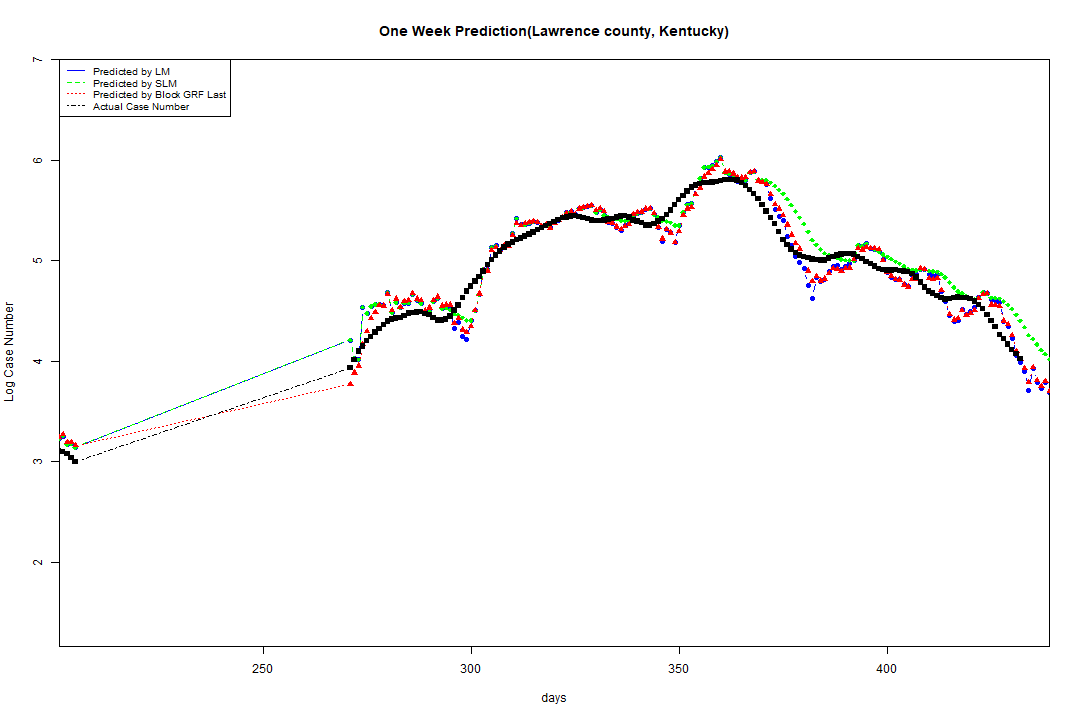 One Week Prediction(Lawrence county, Kentucky)
Predicted by LM
Predicted by SLM
Predicted by Block GRF Last
Actual Case Number
7
6
5
4
3
2
Log Case Number
250 300 350 400
days